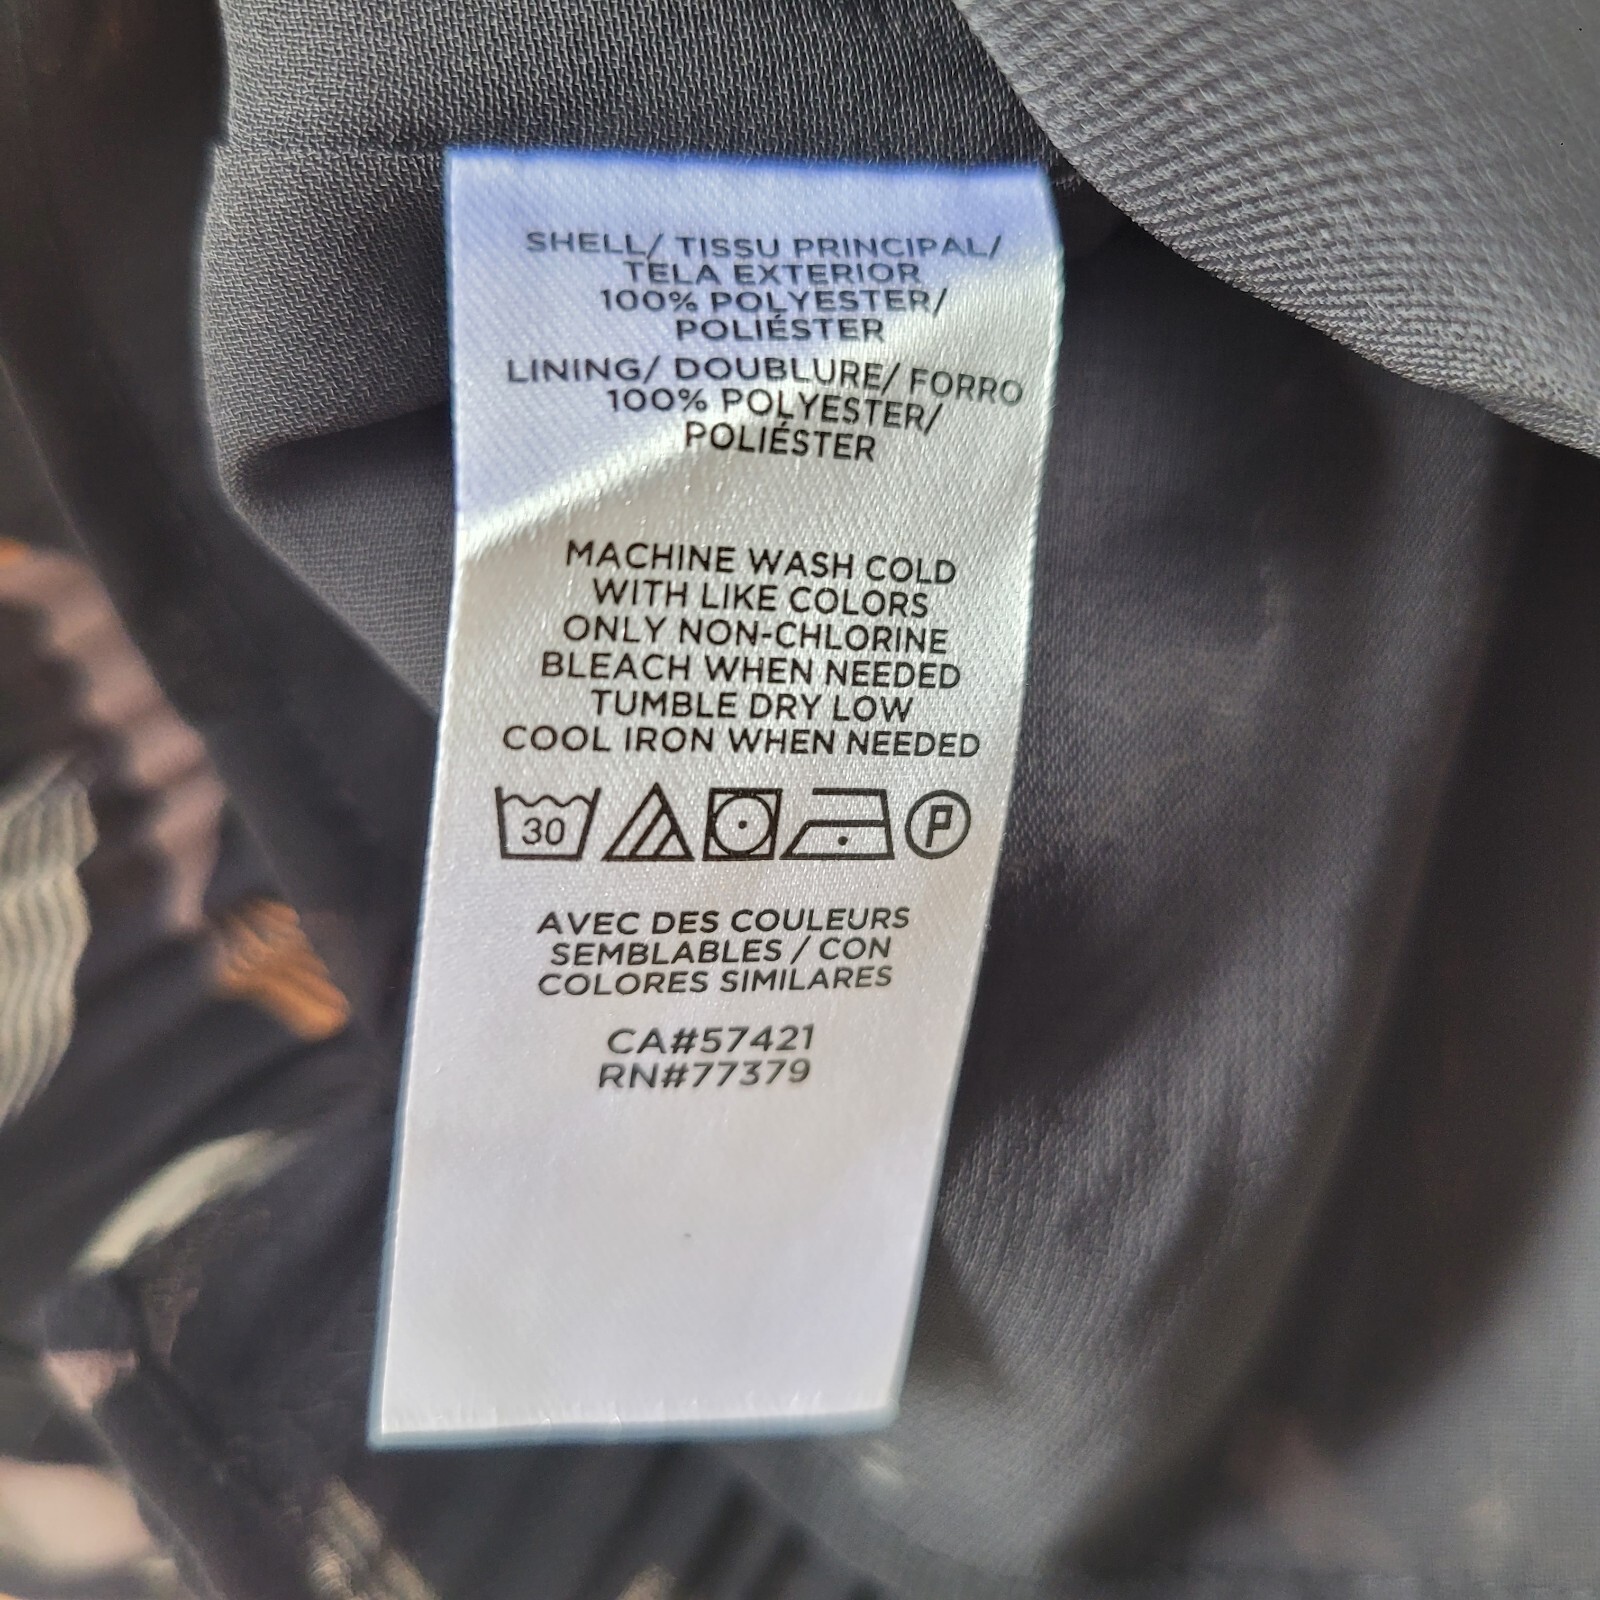 SHELL/ TISSU PRINCIPAL/
TELA EXTERIOR
100% POLYESTER/
POLIÉSTER
LINING/ DOUBLURE/ FORRO
100% POLYESTER/
POLIÉSTER
MACHINE WASH COLD
WITH LIKE COLORS
ONLY NON-CHLORINE
BLEACH WHEN NEEDED
TUMBLE DRY LOW
COOL IRON WHEN NEEDED
30 P
AVEC DES COULEURS
SEMBLABLES / CON
COLORES SIMILARES
CA#57421
RN#77379